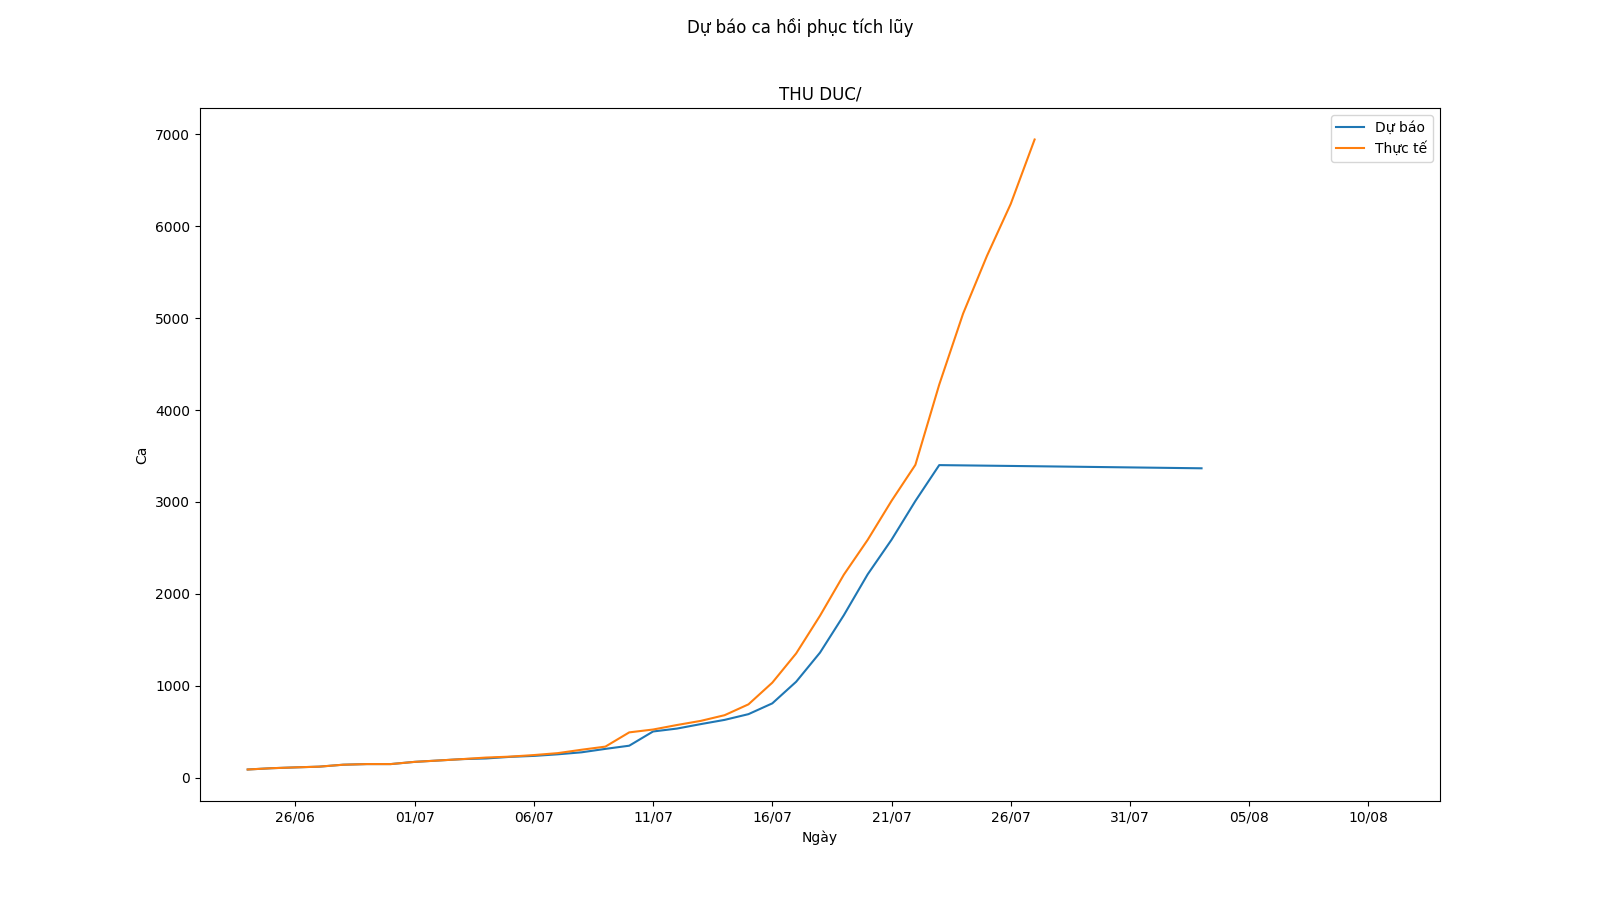 Dự báo ca hồi phục tích lũy
THU DUC/
Dự báo
Thực tế
7000
6000
5000
4000
3000
2000
1000
0
Ca
26/06 01/07 06/07 11/07 16/07 21/07 26/07 31/07 05/08 10/08
Ngày